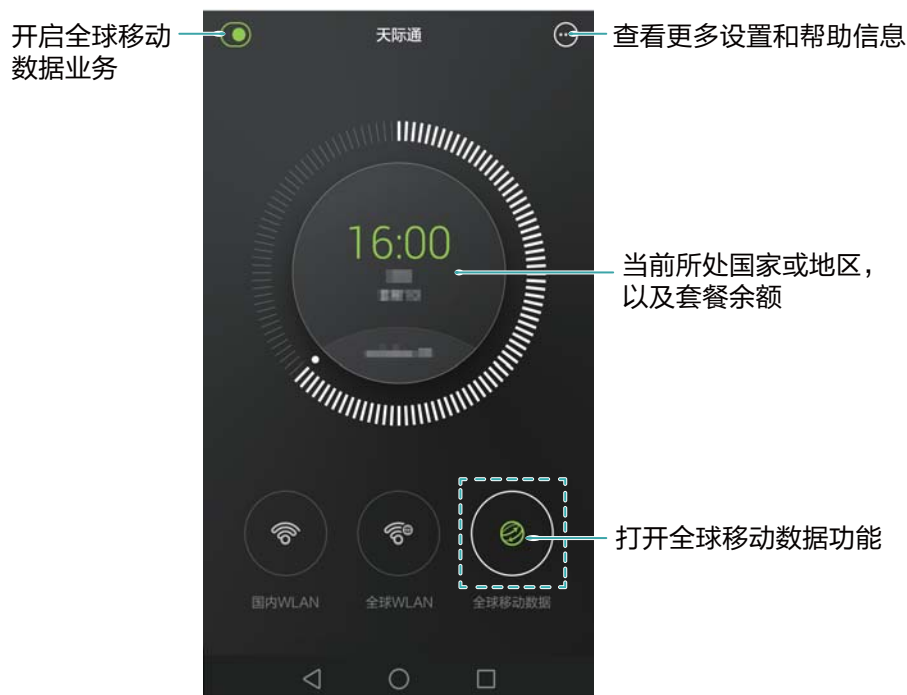 开启全球移动
数据业务
天际通
查看更多设置和帮助信息
16:00
当前所处国家或地区，
以及套餐余额
打开全球移动数据功能
国内WLAN
全球WLAN
全球移动数据